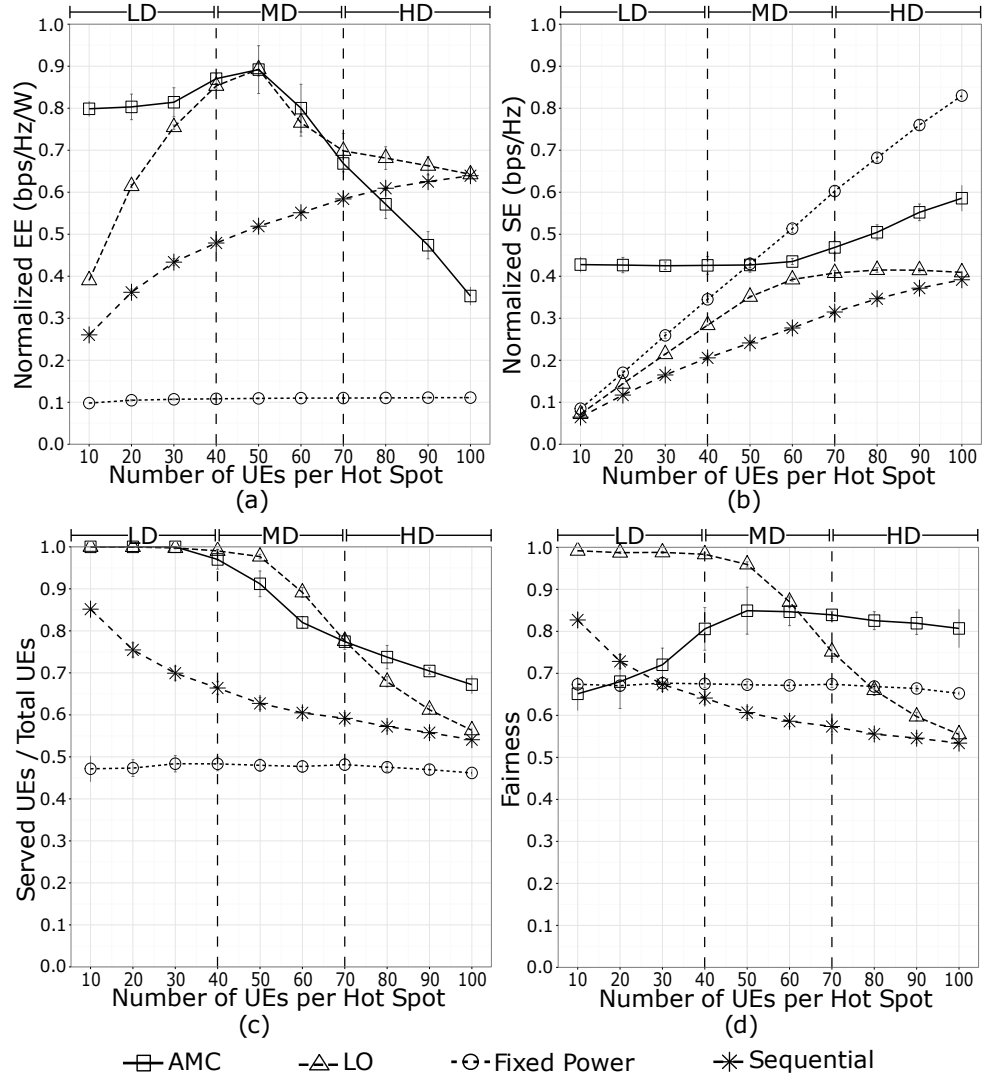 LD MD HD
Normalized EE (bps/Hz/W)
1.0
0.9
0.8
0.7
0.6
0.5
0.4
0.3
0.2
0.1
0.0
10 20 30 40 50 60 70 80 90 100
Number of UEs per Hot Spot
(a)
LD MD HD
Normalized SE (bps/Hz)
1.0
0.9
0.8
0.7
0.6
0.5
0.4
0.3
0.2
0.1
0.0
10 20 30 40 50 60 70 80 90 100
Number of UEs per Hot Spot
(b)
LD MD HD
Served UEs / Total UEs
1.0
0.9
0.8
0.7
0.6
0.5
0.4
0.3
0.2
0.1
0.0
10 20 30 40 50 60 70 80 90 100
Number of UEs per Hot Spot
(c)
LD MD HD
Fairness
1.0
0.9
0.8
0.7
0.6
0.5
0.4
0.3
0.2
0.1
0.0
10 20 30 40 50 60 70 80 90 100
Number of UEs per Hot Spot
(d)
AMC LO Fixed Power Sequential